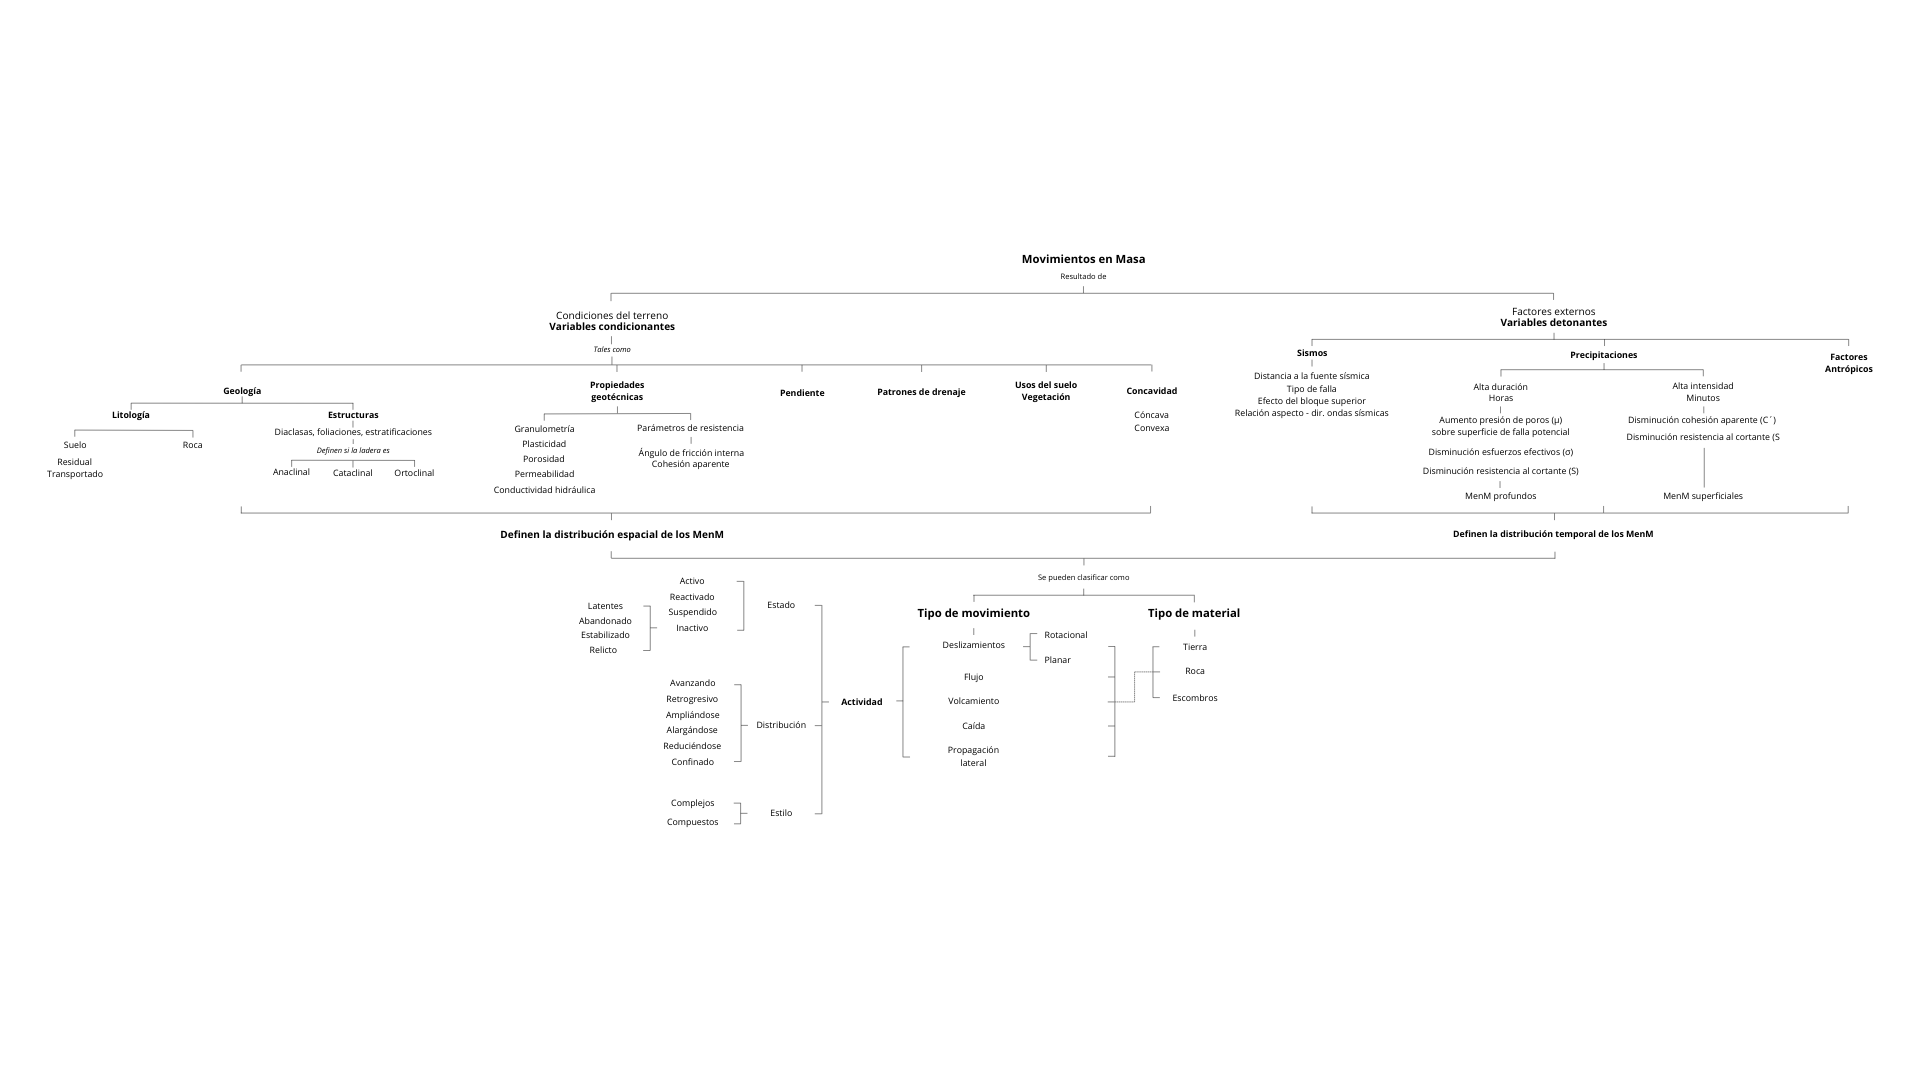 Movimientos en Masa
Resultado de
Condiciones del terreno
Variables condicionantes
Tales como
Geología
Litología
Suelo
Residual
Transportado
Roca
Estructuras
Diaclasas, foliaciones, estratificaciones
Definen si la ladera es
Anaclinal
Cataclinal
Ortoclinal
Propiedades
geotécnicas
Granulometría
Plasticidad
Porosidad
Permeabilidad
Conductividad hidráulica
Parámetros de resistencia
Ángulo de fricción interna
Cohesión aparente
Pendiente
Patrones de drenaje
Usos del suelo
Vegetación
Concavidad
Cóncava
Convexa
Factores externos
Variables detonantes
Sismos
Distancia a la fuente sísmica
Tipo de falla
Efecto del bloque superior
Relación aspecto - dir. ondas sísmicas
Precipitaciones
Alta duración
Horas
Aumento presión de poros (μ)
sobre superficie de falla potencial
Disminución esfuerzos efectivos (σ)
Disminución resistencia al cortante (S)
MenM profundos
Alta intensidad
Minutos
Disminución cohesión aparente (C´)
Disminución resistencia al cortante (S
MenM superficiales
Factores
Antrópicos
Definen la distribución espacial de los MenM
Definen la distribución temporal de los MenM
Se pueden clasificar como
Tipo de movimiento
Deslizamientos
Rotacional
Planar
Flujo
Volcamiento
Caída
Propagación
lateral
Tipo de material
Tierra
Roca
Escombros
Actividad
Estado
Activo
Reactivado
Suspendido
Inactivo
Latentes
Abandonado
Estabilizado
Relicto
Distribución
Avanzando
Retrogresivo
Ampliándose
Alargándose
Reduciéndose
Confinado
Estilo
Complejos
Compuestos